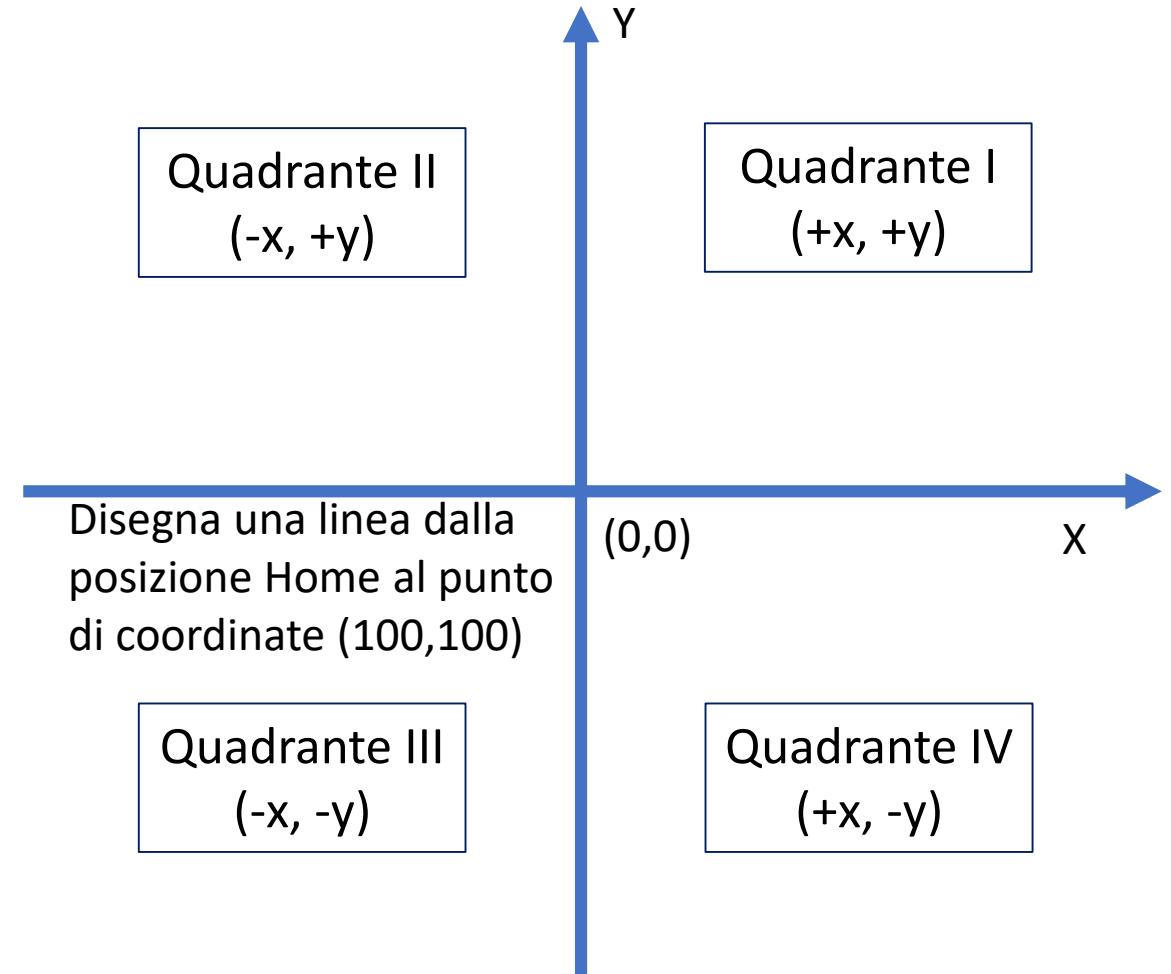 Y
Quadrante II
(-x, +y)
Quadrante I
(+x, +y)
Disegna una linea dalla
posizione Home al punto
di coordinate (100,100)
(0,0)
X
Quadrante III
(-x, -y)
Quadrante IV
(+x, -y)